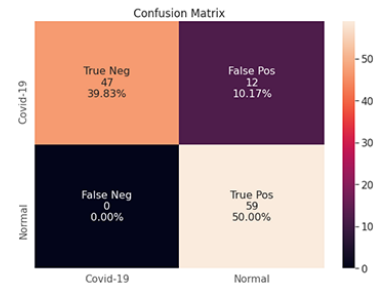 Confusion Matrix
Covid-19
True Neg
47
39.83%
False Pos
12
10.17%
Normal
False Neg
0
0.00%
True Pos
59
50.00%
Covid-19
Normal
50
40
30
20
10
0